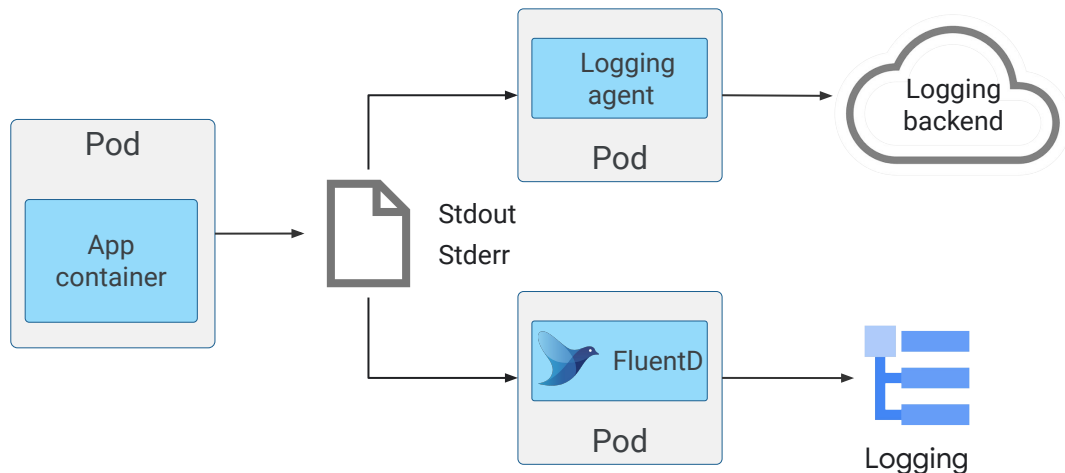 Pod
App
container
Stdout
Stderr
Logging
agent
Pod
Logging
backend
FluentD
Pod
Logging